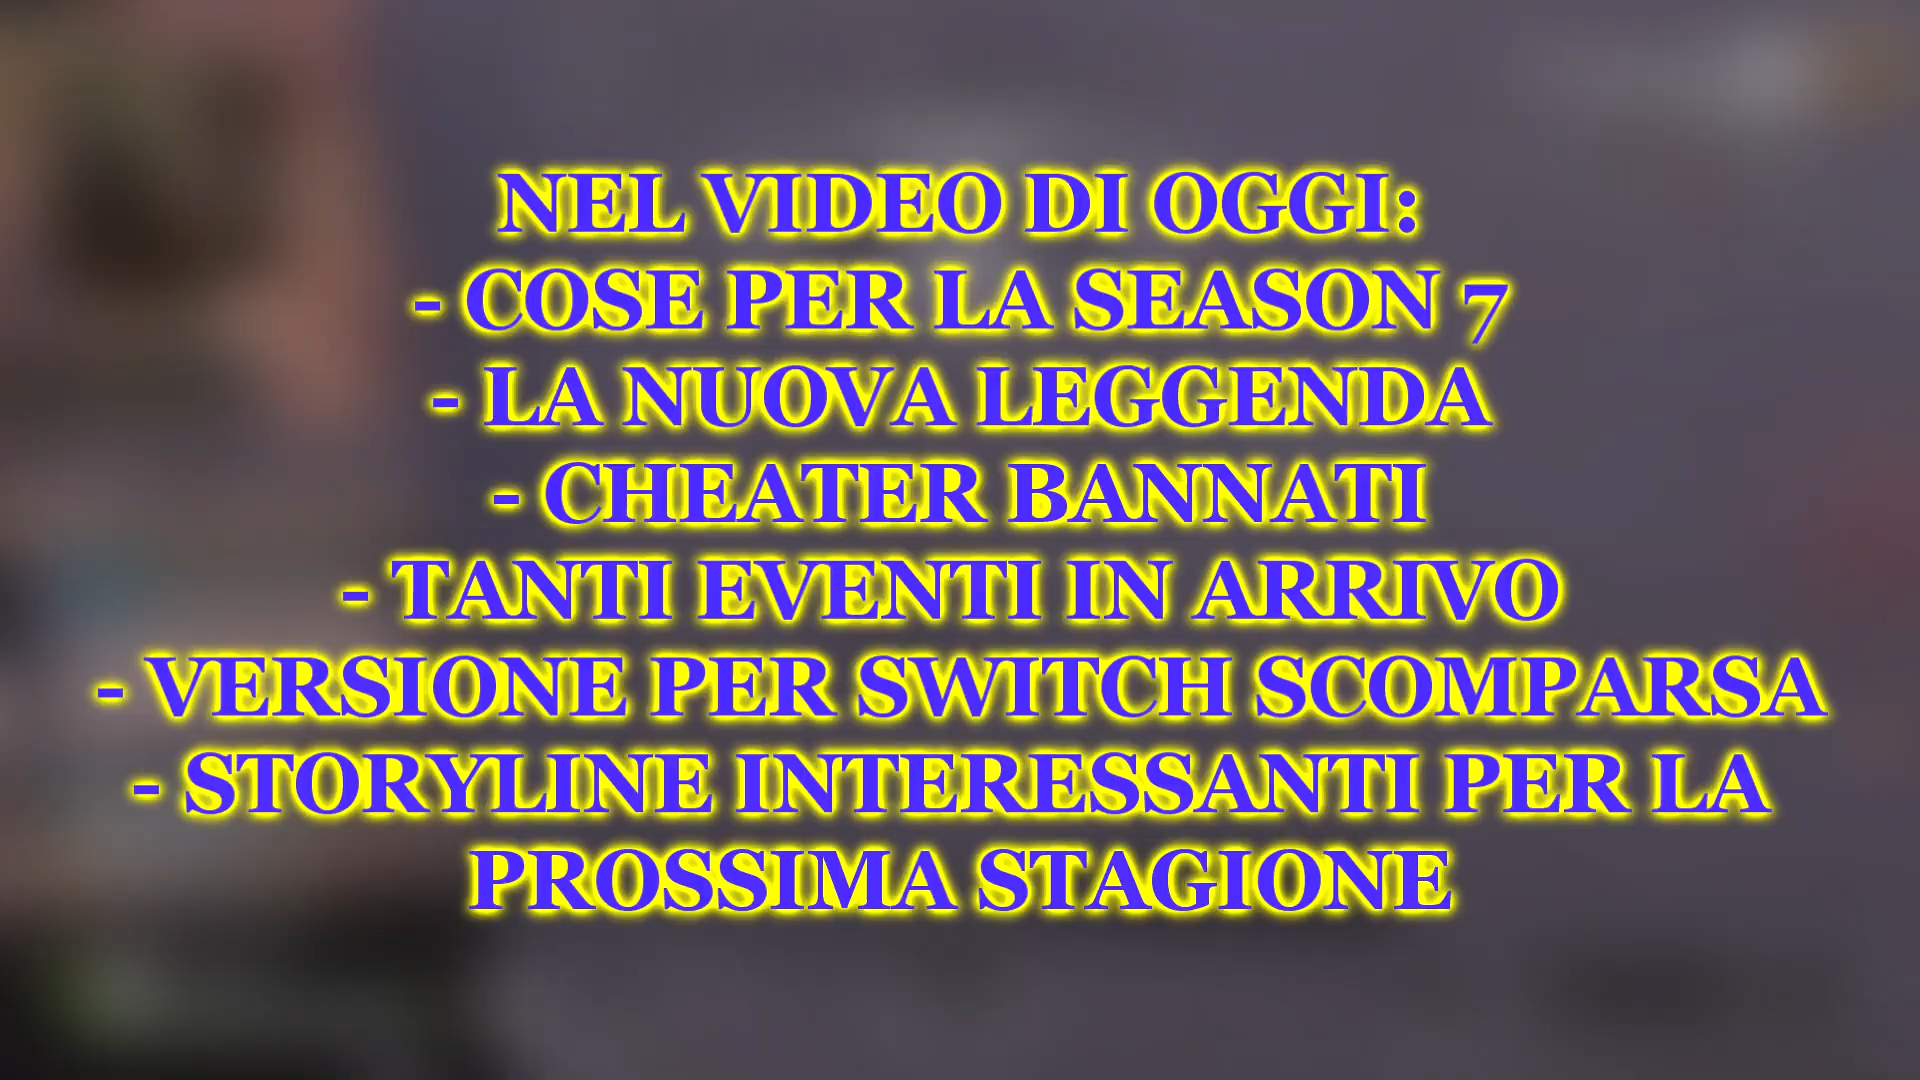 NEL VIDEO DI OGGI:
- COSE PER LA SEASON 7
- LA NUOVA LEGGENDA
- CHEATER BANNATI
- TANTI EVENTI IN ARRIVO
- VERSIONE PER SWITCH SCOMPARSA
- STORYLINE INTERESSANTI PER LA
PROSSIMA STAGIONE